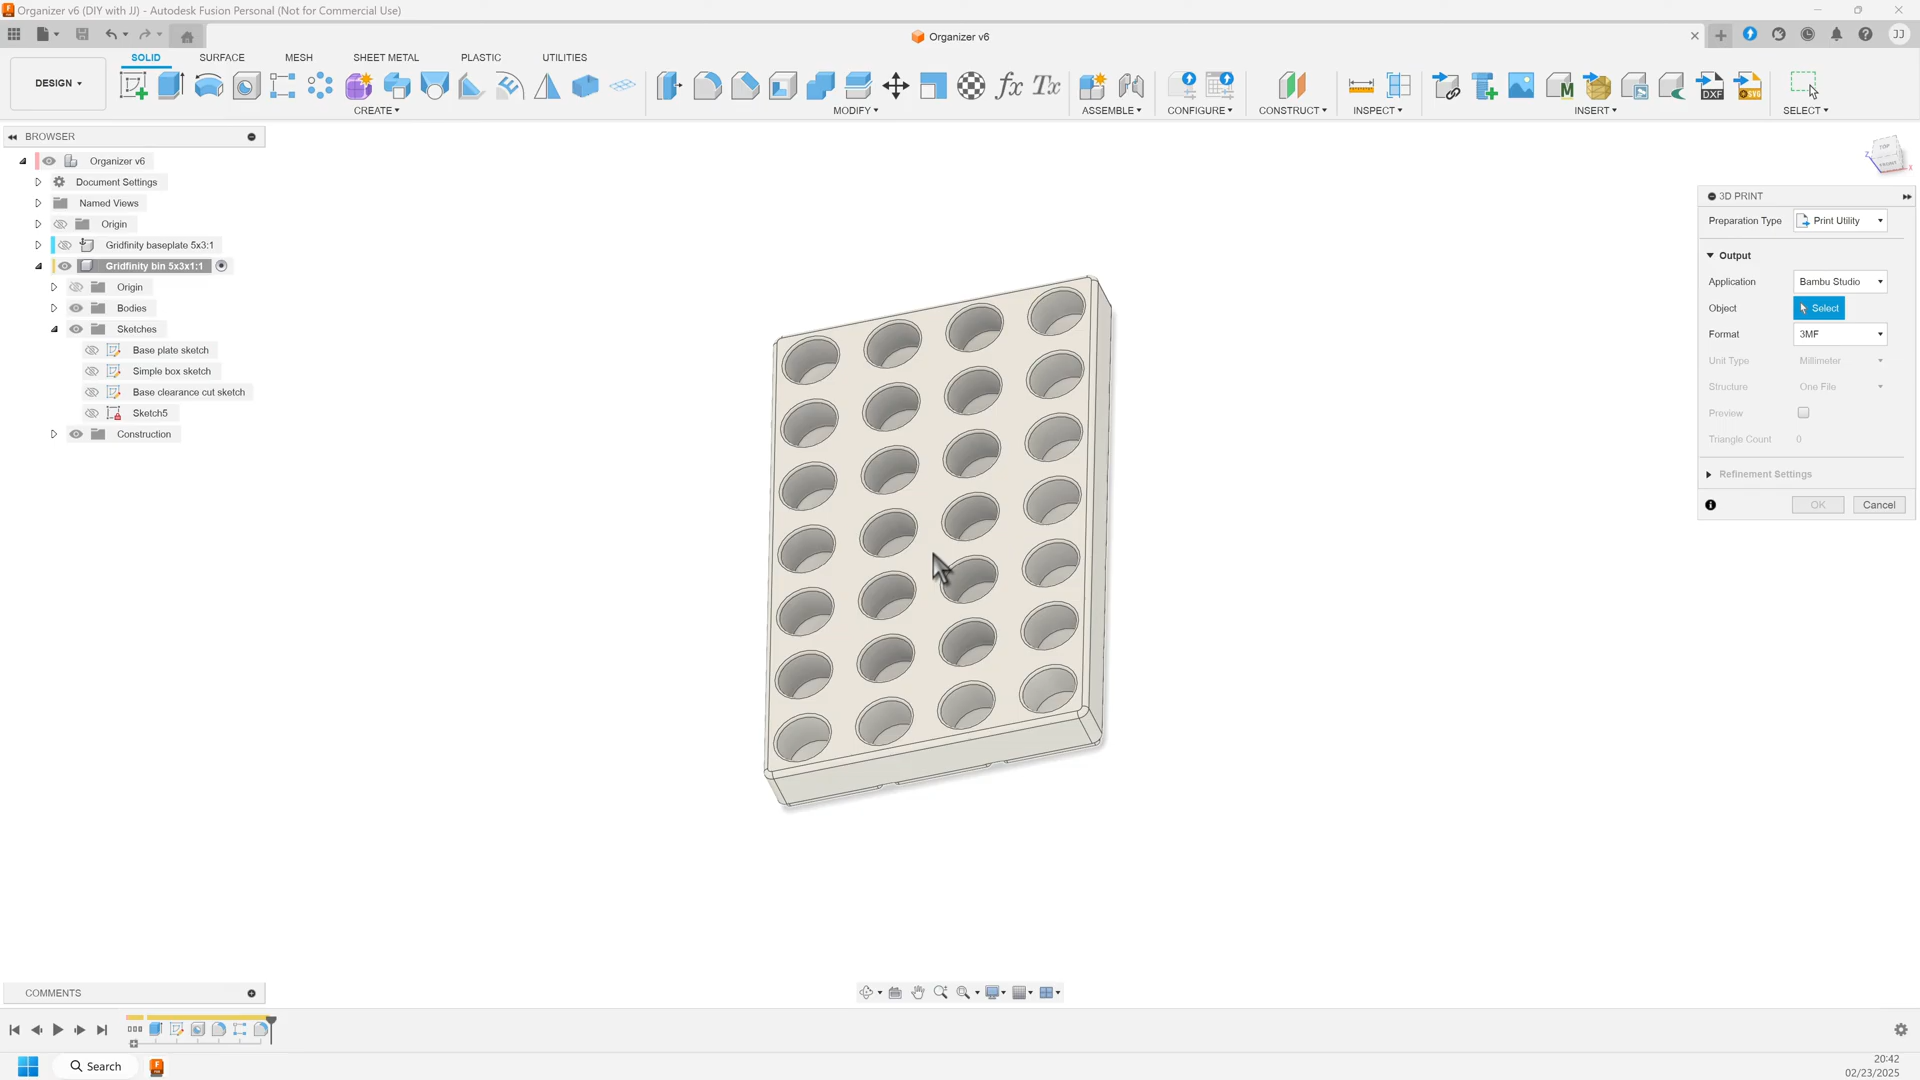 Organizer v6 (DIY with JJ) - Autodesk Fusion Personal (Not for Commercial Use)
Organizer v6
JJ
SOLID
SURFACE
MESH
SHEET METAL
PLASTIC
UTILITIES
DESIGN
CREATE
MODIFY
ASSEMBLE
CONFIGURE
CONSTRUCT
INSPECT
INSERT
SELECT
BROWSER
Organizer v6
Document Settings
Named Views
Origin
Gridfinity baseplate 5x3:1
Gridfinity bin 5x3x1:1
Origin
Bodies
Sketches
Base plate sketch
Simple box sketch
Base clearance cut sketch
Sketch5
Construction
TOP
FRONT
3D PRINT
Preparation Type Print Utility
Output
Application Bambu Studio
Object Select
Format 3MF
Unit Type Millimeter
Structure One File
Preview
Triangle Count 0
Refinement Settings
OK Cancel
COMMENTS
Search
20:42
02/23/2025